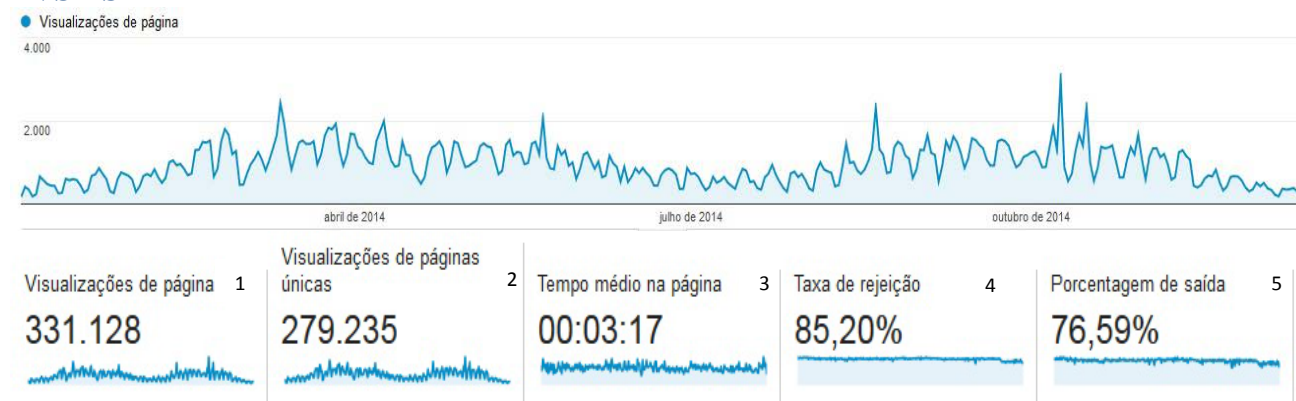 Visualizações de página
4.000
2.000
abril de 2014
julho de 2014
outubro de 2014
Visualizações de página 1
331.128
Visualizações de páginas
únicas 2
279.235
Tempo médio na página 3
00:03:17
Taxa de rejeição 4
85,20%
Porcentagem de saída 5
76,59%